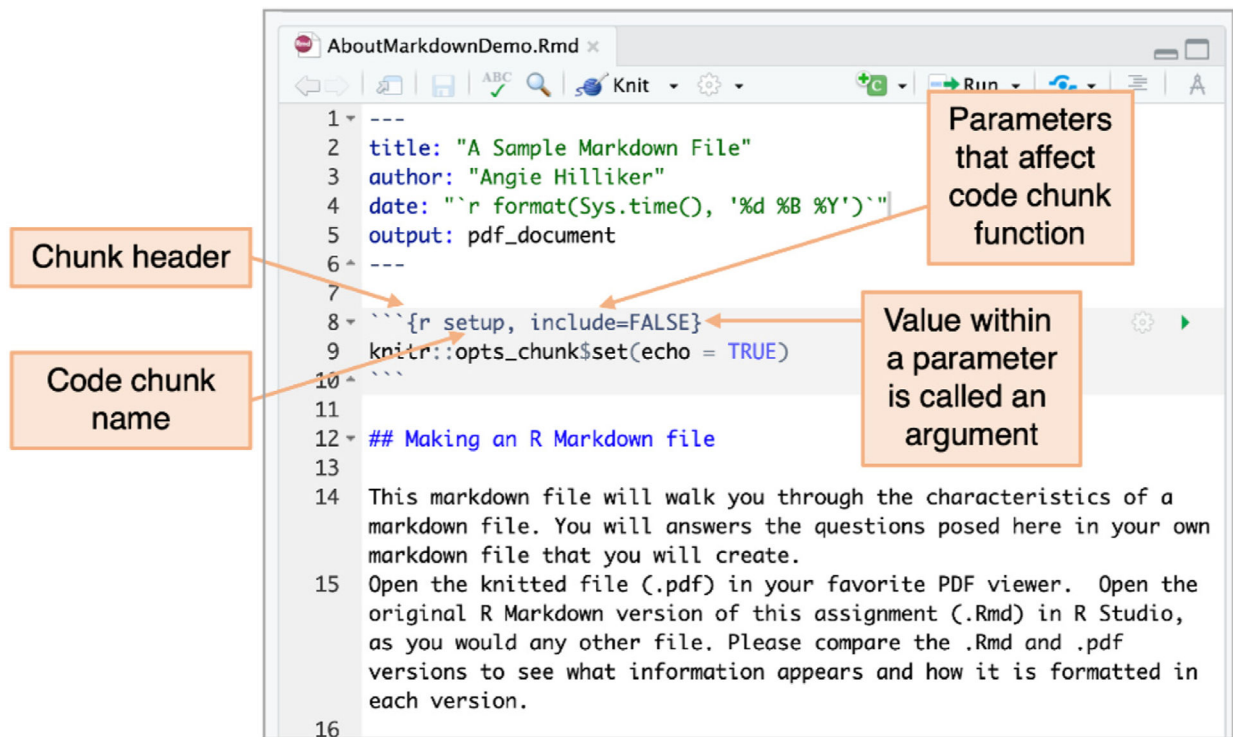 AboutMarkdownDemo.Rmd
ABC Knit Run
1 ---
2 title: "A Sample Markdown File"
3 author: "Angie Hilliker"
4 date: "`r format(Sys.time(), '%d %B %Y')`"
5 output: pdf_document
6 ---
7
8 ```{r setup, include=FALSE}
9 knitr::opts_chunk$set(echo = TRUE)
10 ```
11
12 ## Making an R Markdown file
13
14 This markdown file will walk you through the characteristics of a
markdown file. You will answers the questions posed here in your own
markdown file that you will create.
15 Open the knitted file (.pdf) in your favorite PDF viewer.  Open the
original R Markdown version of this assignment (.Rmd) in R Studio,
as you would any other file. Please compare the .Rmd and .pdf
versions to see what information appears and how it is formatted in
each version.
16
Chunk header
Code chunk
name
Parameters
that affect
code chunk
function
Value within
a parameter
is called an
argument